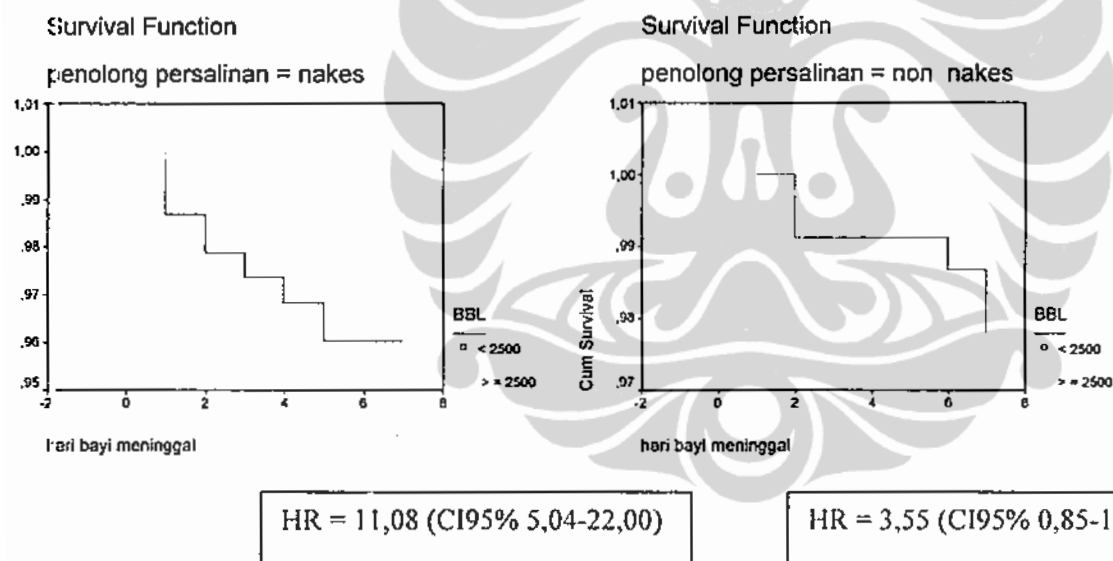 Survival Function
penolong persalinan = nakes
1,01
1,00
,99
,98
,97
,96
,95
-2
0
2
4
6
8
hari bayi meninggal
BBL
< 2500
> = 2500
HR = 11,08 (CI95% 5,04-22,00)
Survival Function
penolong persalinan = non nakes
Cum Survival
1,01
1,00
,99
,98
,97
-2
0
2
4
6
8
hari bayi meninggal
BBL
< 2500
> = 2500
HR = 3,55 (CI95% 0,85-1